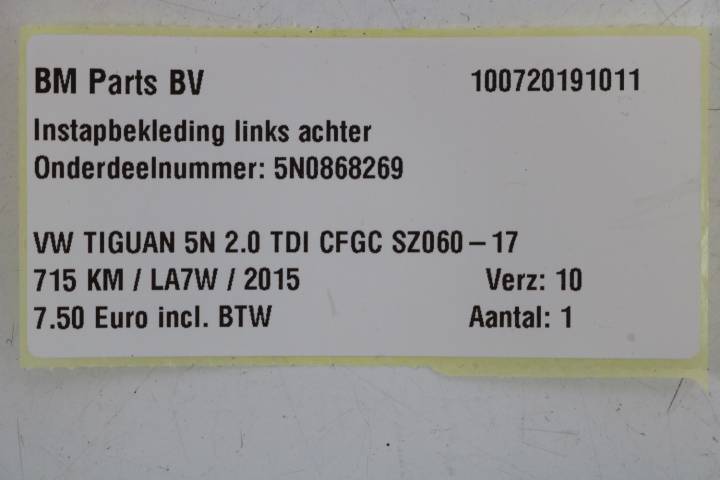 BM Parts BV 100720191011
Instapbekleding links achter
Onderdeelnummer: 5N0868269
VW TIGUAN 5N 2.0 TDI CFGC SZ060 – 17
715 KM / LA7W / 2015 Verz: 10
7.50 Euro incl. BTW Aantal: 1